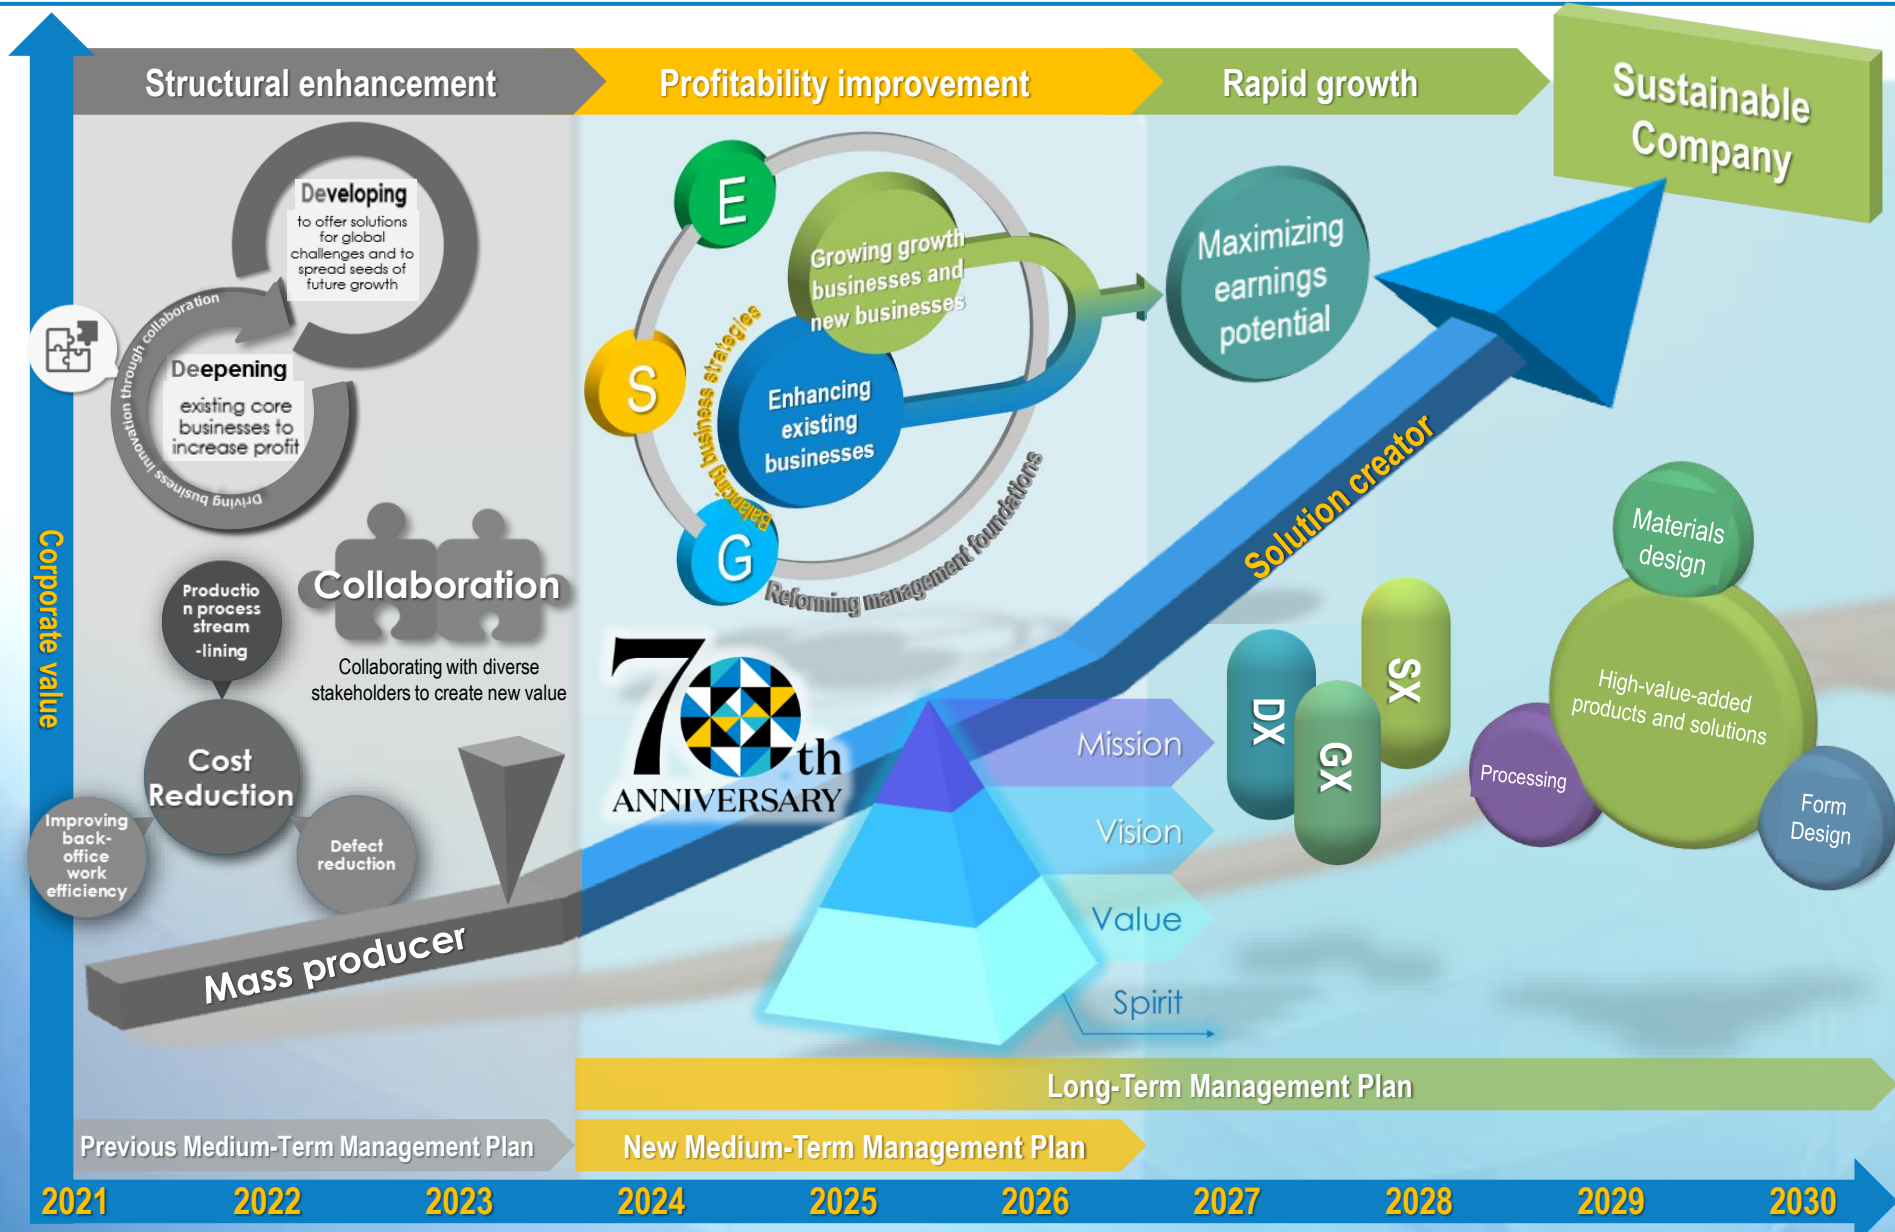 Structural enhancement
Profitability improvement
Rapid growth
Sustainable
Company
Corporate value
Developing
to offer solutions
for global
challenges and to
spread seeds of
future growth
Driving business innovation through collaboration
Deepening
existing core
businesses to
increase profit
Collaboration
Collaborating with diverse
stakeholders to create new value
Productio
n process
stream
-lining
Cost
Reduction
Improving
back-
office
work
efficiency
Defect
reduction
Mass producer
E
S
G
Growing growth
businesses and
new businesses
Enhancing
existing
businesses
Balancing business strategies
Reforming management foundations
Maximizing
earnings
potential
Solution creator
70th
ANNIVERSARY
Mission
Vision
Value
Spirit
DX
GX
SX
Materials
design
High-value-added
products and solutions
Processing
Form
Design
Long-Term Management Plan
Previous Medium-Term Management Plan
New Medium-Term Management Plan
2021 2022 2023 2024 2025 2026 2027 2028 2029 2030